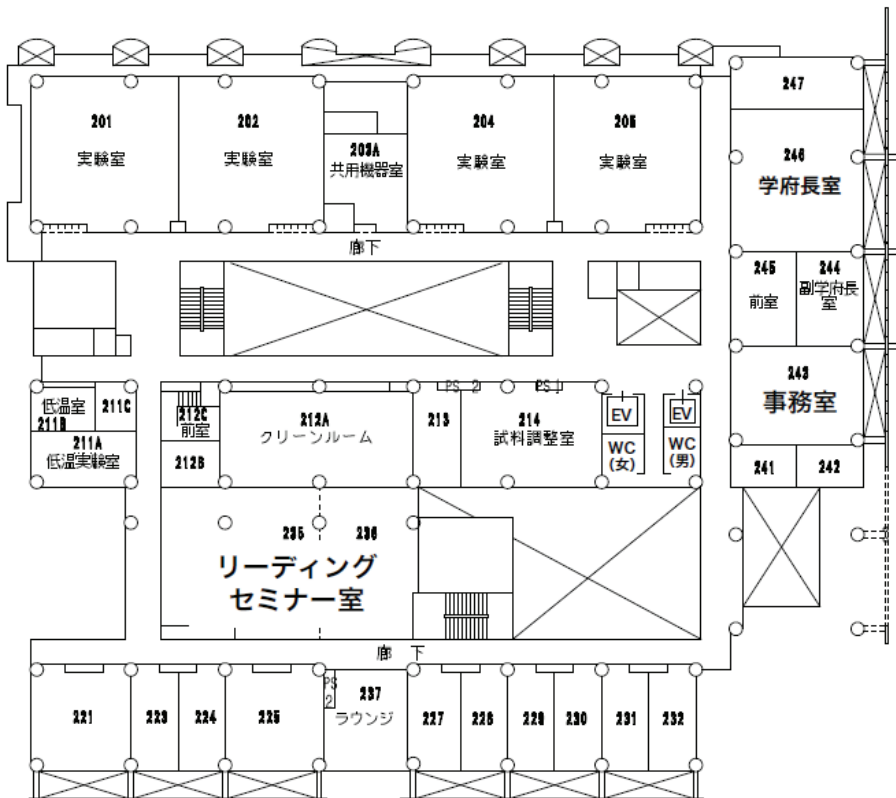 201
実験室
202
実験室
203A
共用機器室
204
実験室
205
実験室
247
246
学府長室
廊下
245
前室
244
副学府長
室
243
事務室
241
242
低温室
211B
211C
211A
低温実験室
212C
前室
212B
212A
クリーンルーム
213
PS 2
PS 1
214
試料調整室
EV
WC
(女)
EV
WC
(男)
235
236
リーディング
セミナー室
廊 下
221
223
224
225
PS
2
237
ラウンジ
227
228
229
230
231
232